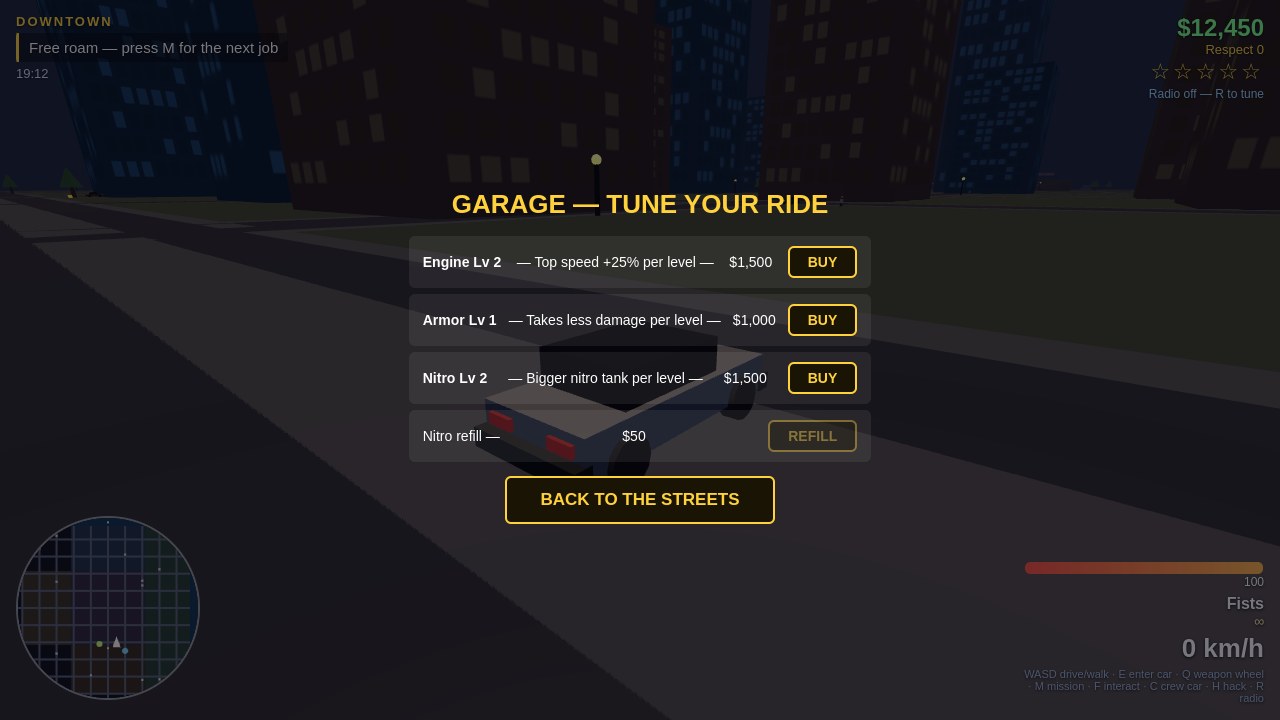 DOWNTOWN
Free roam — press M for the next job
19:12
$12,450
Respect 0
☆☆☆☆☆
Radio off — R to tune
GARAGE — TUNE YOUR RIDE
Engine Lv 2 — Top speed +25% per level — $1,500 BUY
Armor Lv 1 — Takes less damage per level — $1,000 BUY
Nitro Lv 2 — Bigger nitro tank per level — $1,500 BUY
Nitro refill — $50 REFILL
BACK TO THE STREETS
100
Fists
∞
0 km/h
WASD drive/walk · E enter car · Q weapon wheel
· M mission · F interact · C crew car · H hack · R
radio